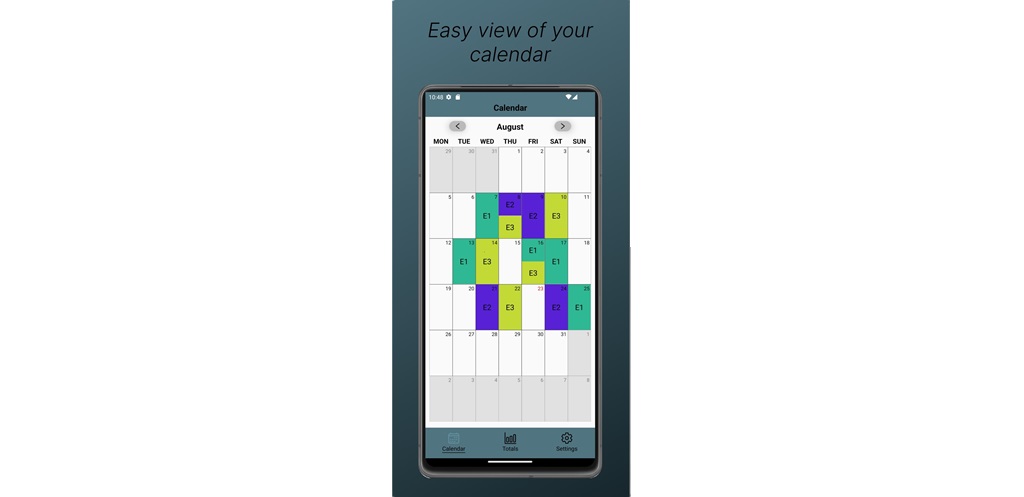 Easy view of your
calendar
10:48
Calendar
August
MON TUE WED THU FRI SAT SUN
29 30 31 1 2 3 4
5 6 7 8 9 10 11
E1 E2 E3 E2 E3
12 13 14 15 16 17 18
E1 E3 E1 E3 E1
19 20 21 22 23 24 25
E2 E3 E2 E1
26 27 28 29 30 31 1
2 3 4 5 6 7 8
Calendar Totals Settings